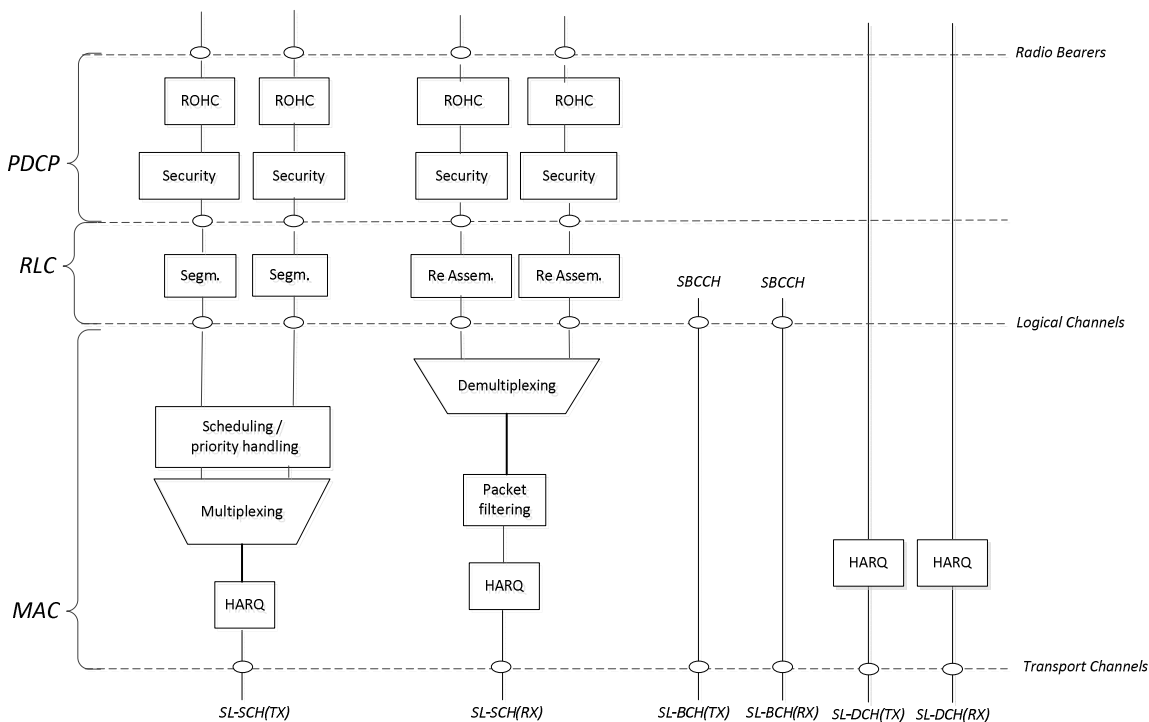 Radio Bearers
ROHC
ROHC
ROHC
ROHC
PDCP
Security
Security
Security
Security
RLC
Segm.
Segm.
Re Assem.
Re Assem.
SBCCH
SBCCH
Logical Channels
Demultiplexing
Scheduling /
priority handling
Packet
filtering
Multiplexing
HARQ
HARQ
HARQ
HARQ
MAC
Transport Channels
SL-SCH(TX)
SL-SCH(RX)
SL-BCH(TX)
SL-BCH(RX)
SL-DCH(TX)
SL-DCH(RX)